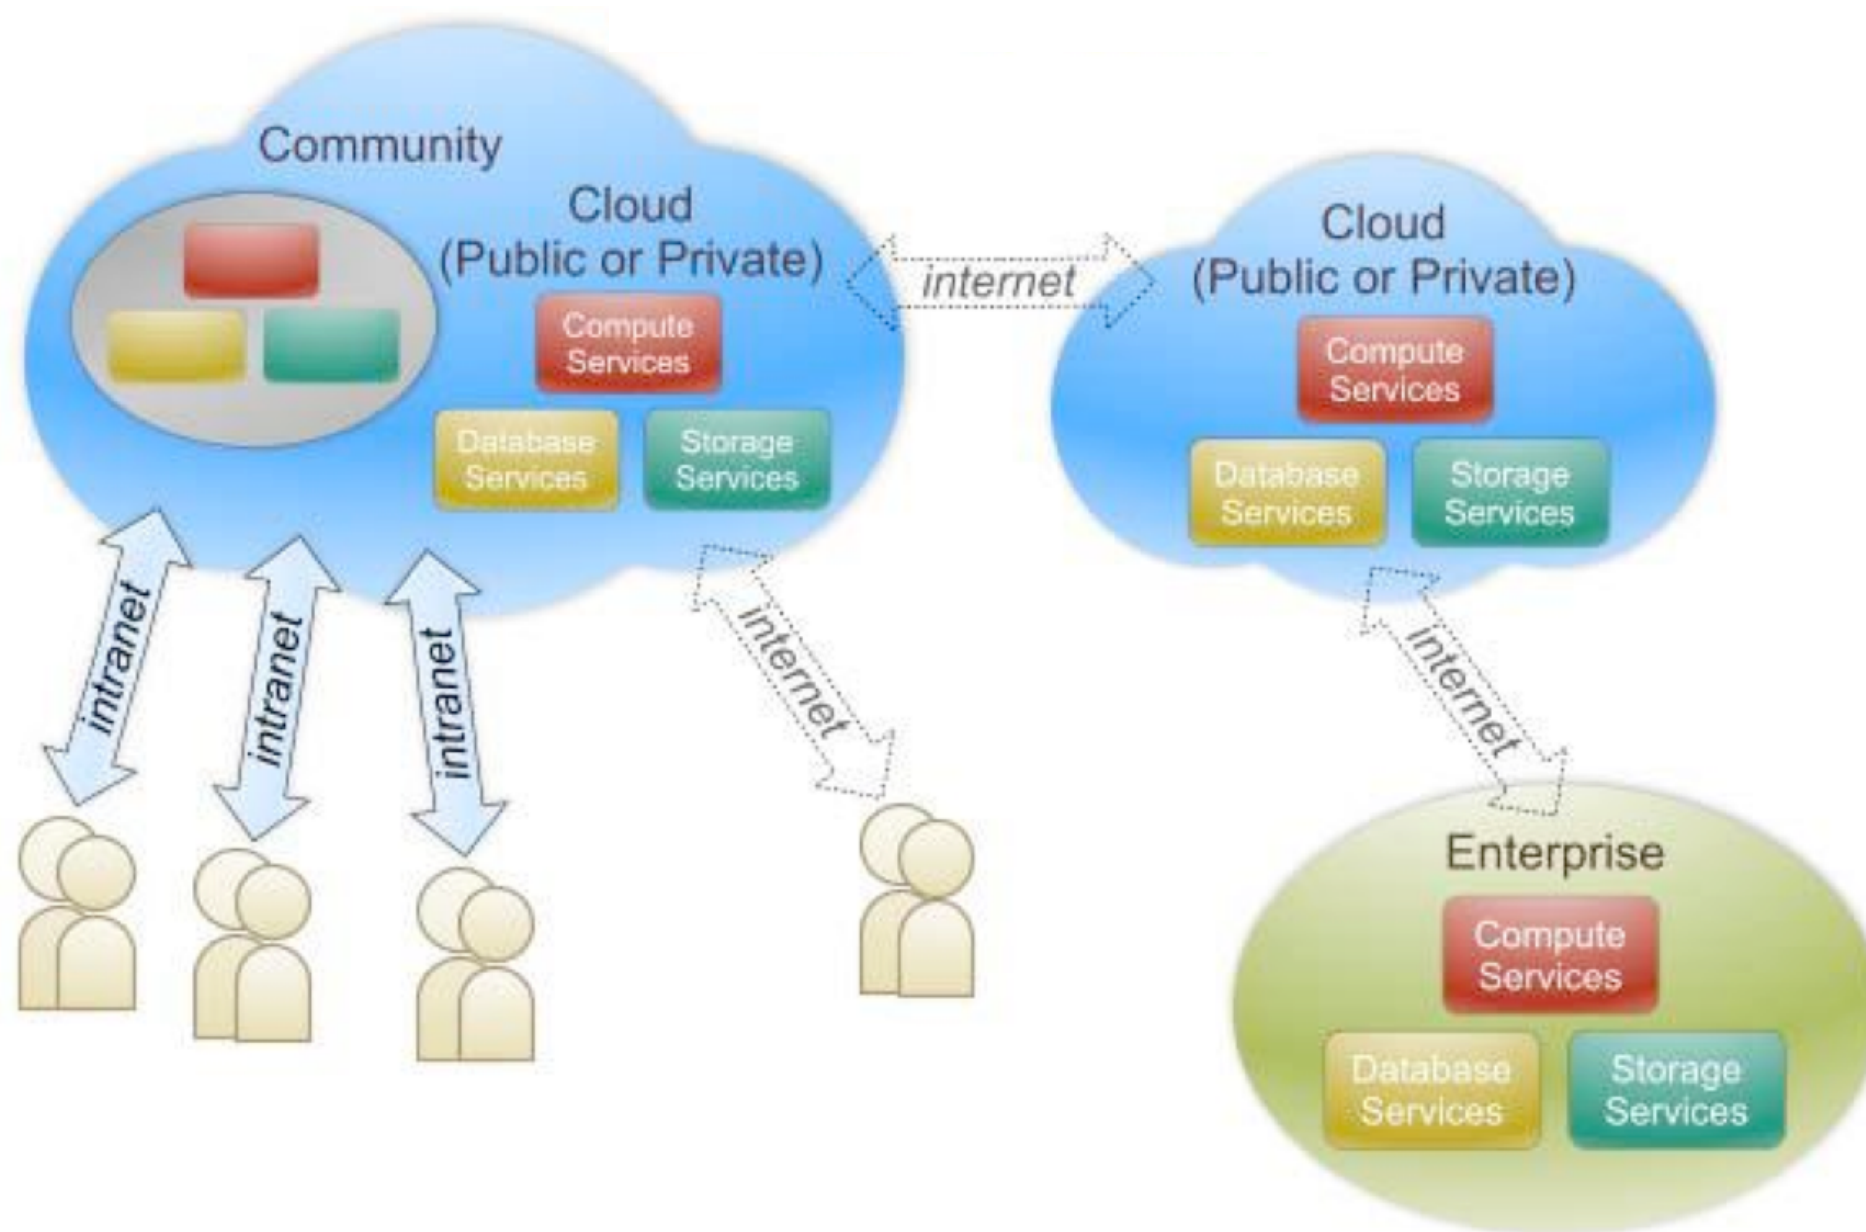 Community
Cloud
(Public or Private)
Compute
Services
Database
Services
Storage
Services
internet
Cloud
(Public or Private)
Compute
Services
Database
Services
Storage
Services
intranet
intranet
intranet
internet
internet
Enterprise
Compute
Services
Database
Services
Storage
Services